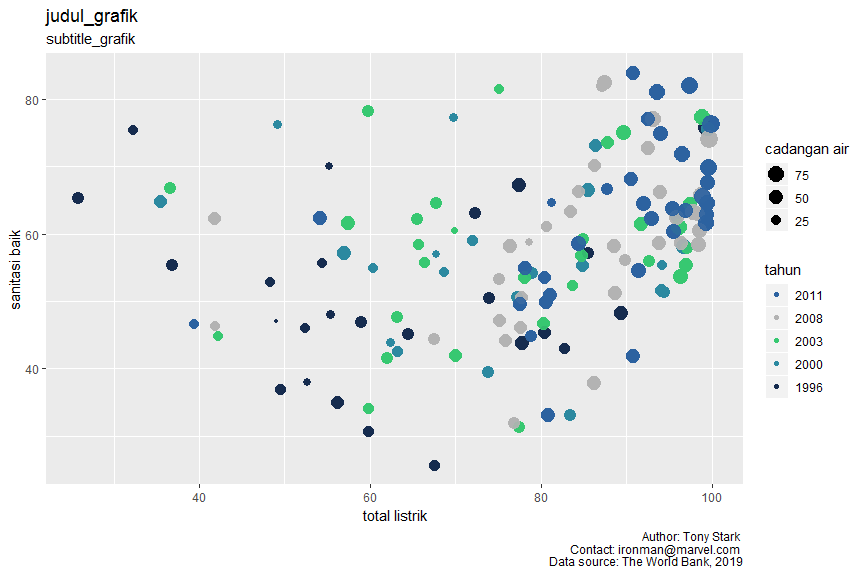 judul_grafik
subtitle_grafik
80
60
40
sanitasi baik
40
60
80
100
total listrik
cadangan air
75
50
25
tahun
2011
2008
2003
2000
1996
Author: Tony Stark
Contact: ironman@marvel.com
Data source: The World Bank, 2019